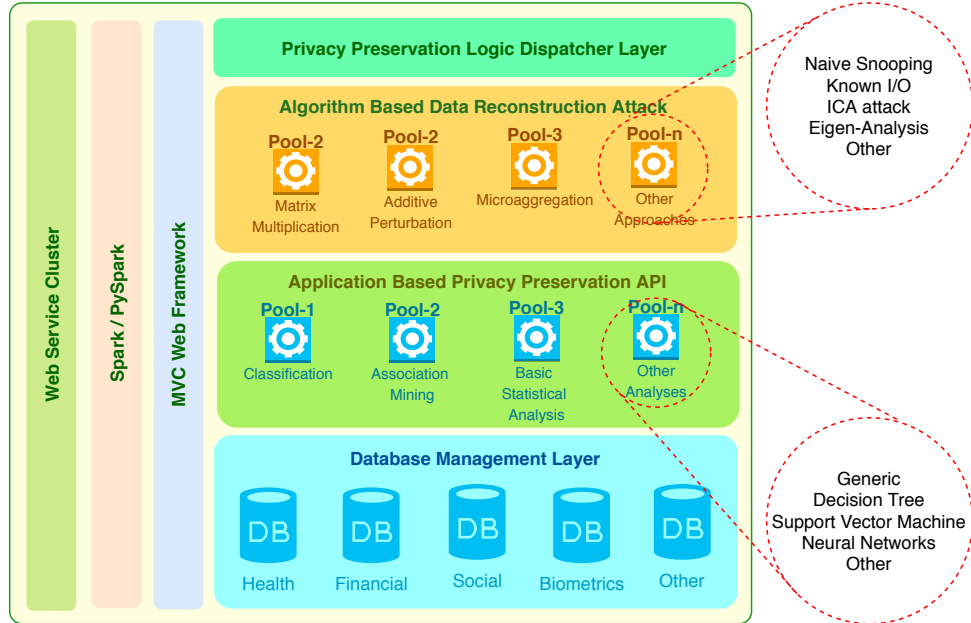 Web Service Cluster
Spark / PySpark
MVC Web Framework
Privacy Preservation Logic Dispatcher Layer
Algorithm Based Data Reconstruction Attack
Pool-2
Matrix
Multiplication
Pool-2
Additive
Perturbation
Pool-3
Microaggregation
Pool-n
Other
Approaches
Naive Snooping
Known I/O
ICA attack
Eigen-Analysis
Other
Application Based Privacy Preservation API
Pool-1
Classification
Pool-2
Association
Mining
Pool-3
Basic
Statistical
Analysis
Pool-n
Other
Analyses
Generic
Decision Tree
Support Vector Machine
Neural Networks
Other
Database Management Layer
DB
Health
DB
Financial
DB
Social
DB
Biometrics
DB
Other